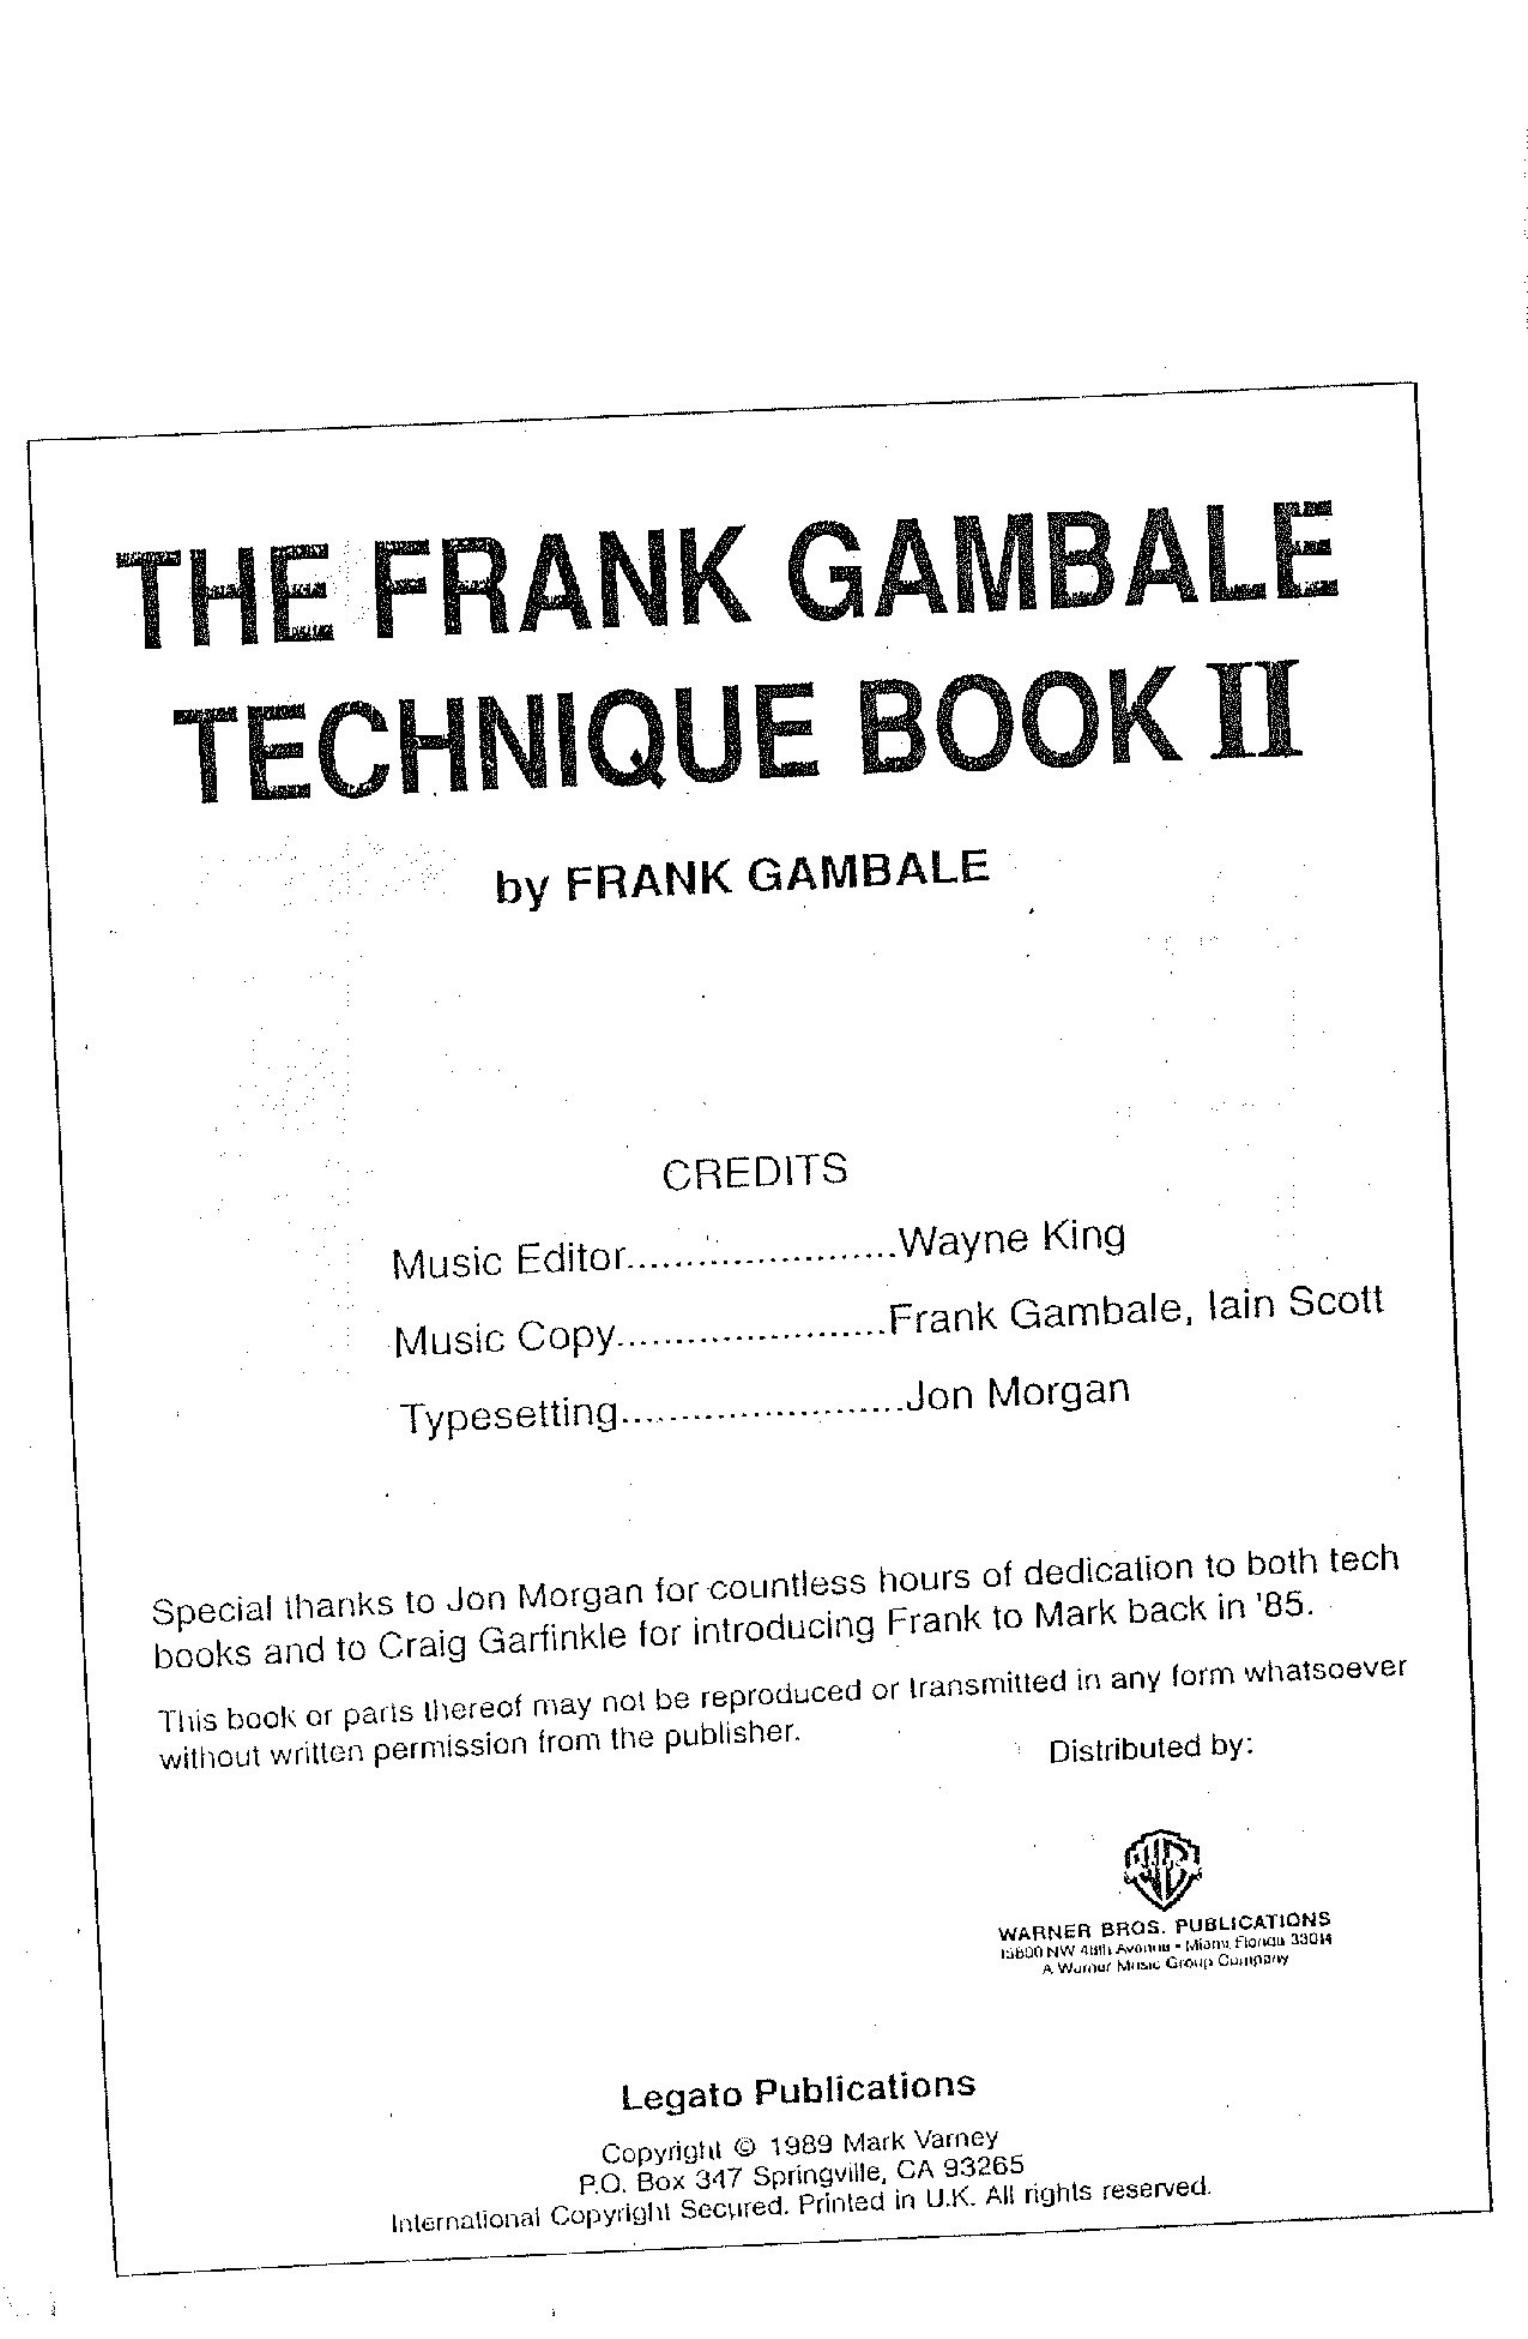 THE FRANK GAMBALE
TECHNIQUE BOOK II
by FRANK GAMBALE
CREDITS
Music Editor.......................Wayne King
Music Copy.......................Frank Gambale, Iain Scott
Typesetting........................Jon Morgan
Special thanks to Jon Morgan for countless hours of dedication to both tech
books and to Craig Garfinkle for introducing Frank to Mark back in '85.
This book or parts thereof may not be reproduced or transmitted in any form whatsoever
without written permission from the publisher.
Distributed by:
WARNER BROS. PUBLICATIONS
15800 NW 48th Avenue • Miami, Florida 33014
A Warner Music Group Company
Legato Publications
Copyright © 1989 Mark Varney
P.O. Box 347 Springville, CA 93265
International Copyright Secured. Printed in U.K. All rights reserved.